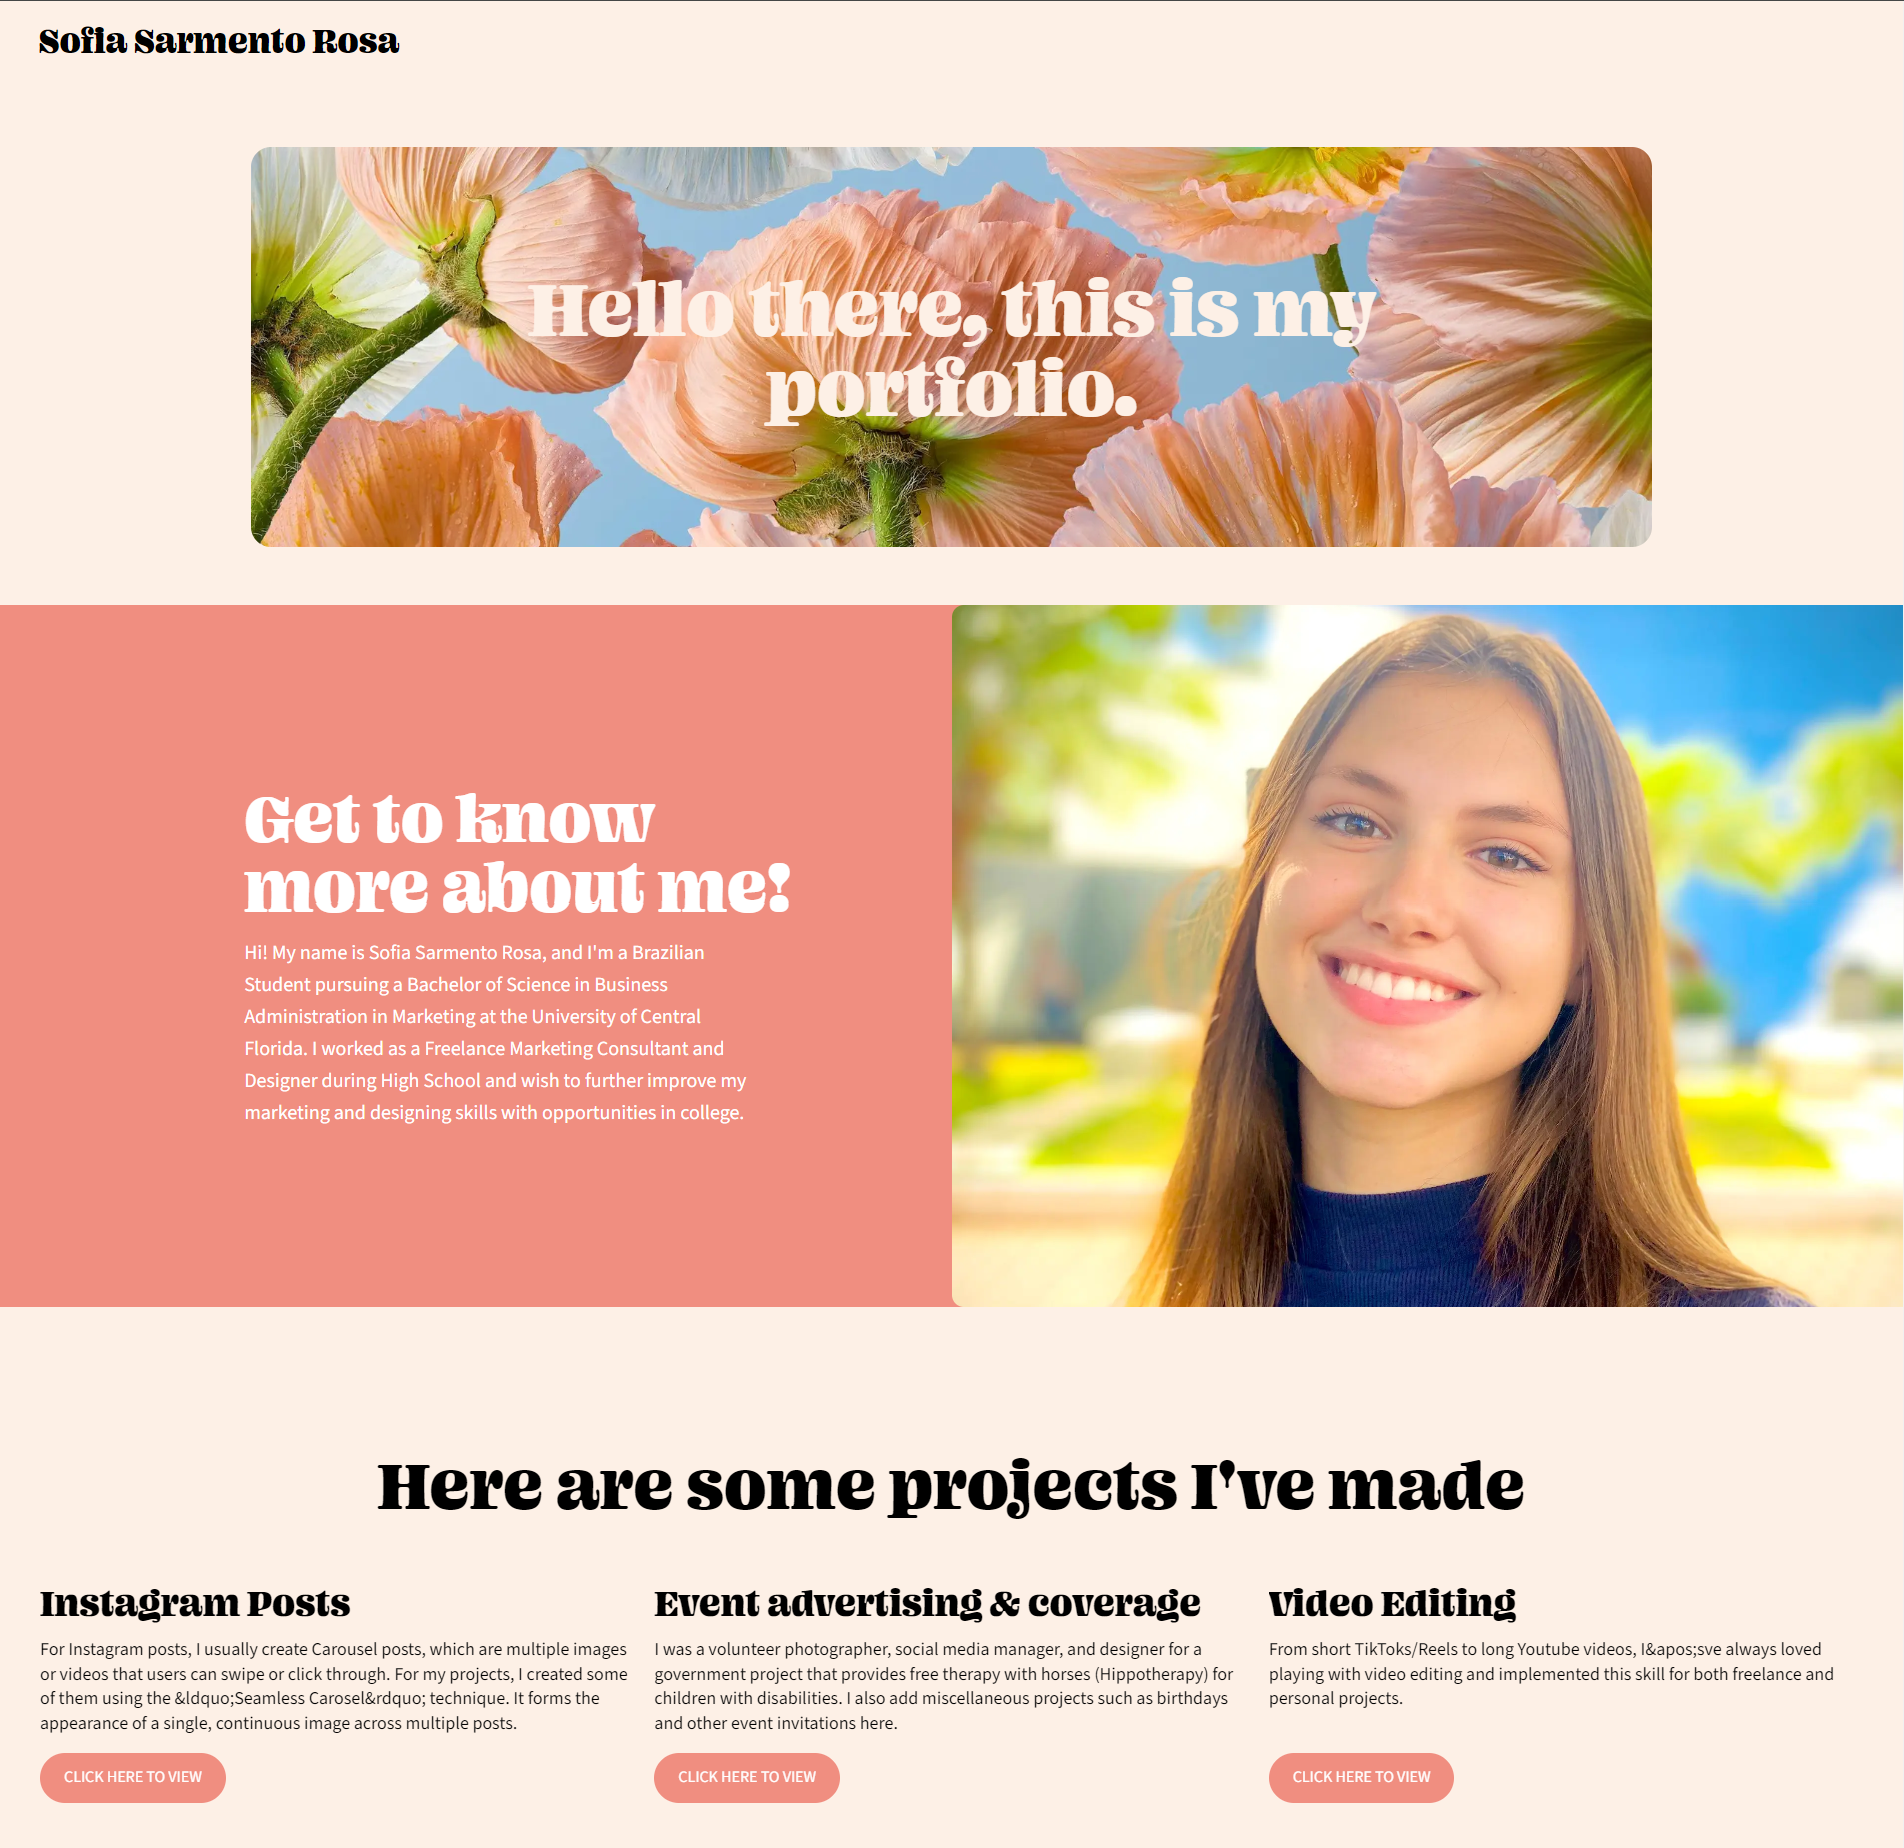 Sofia Sarmento Rosa
Hello there, this is my
portfolio.
Get to know
more about me!
Hi! My name is Sofia Sarmento Rosa, and I'm a Brazilian
Student pursuing a Bachelor of Science in Business
Administration in Marketing at the University of Central
Florida. I worked as a Freelance Marketing Consultant and
Designer during High School and wish to further improve my
marketing and designing skills with opportunities in college.
Here are some projects I've made
Instagram Posts
For Instagram posts, I usually create Carousel posts, which are multiple images
or videos that users can swipe or click through. For my projects, I created some
of them using the &ldquo;Seamless Carosel&rdquo; technique. It forms the
appearance of a single, continuous image across multiple posts.
CLICK HERE TO VIEW
Event advertising & coverage
I was a volunteer photographer, social media manager, and designer for a
government project that provides free therapy with horses (Hippotherapy) for
children with disabilities. I also add miscellaneous projects such as birthdays
and other event invitations here.
CLICK HERE TO VIEW
Video Editing
From short TikToks/Reels to long Youtube videos, I&apos;sve always loved
playing with video editing and implemented this skill for both freelance and
personal projects.
CLICK HERE TO VIEW